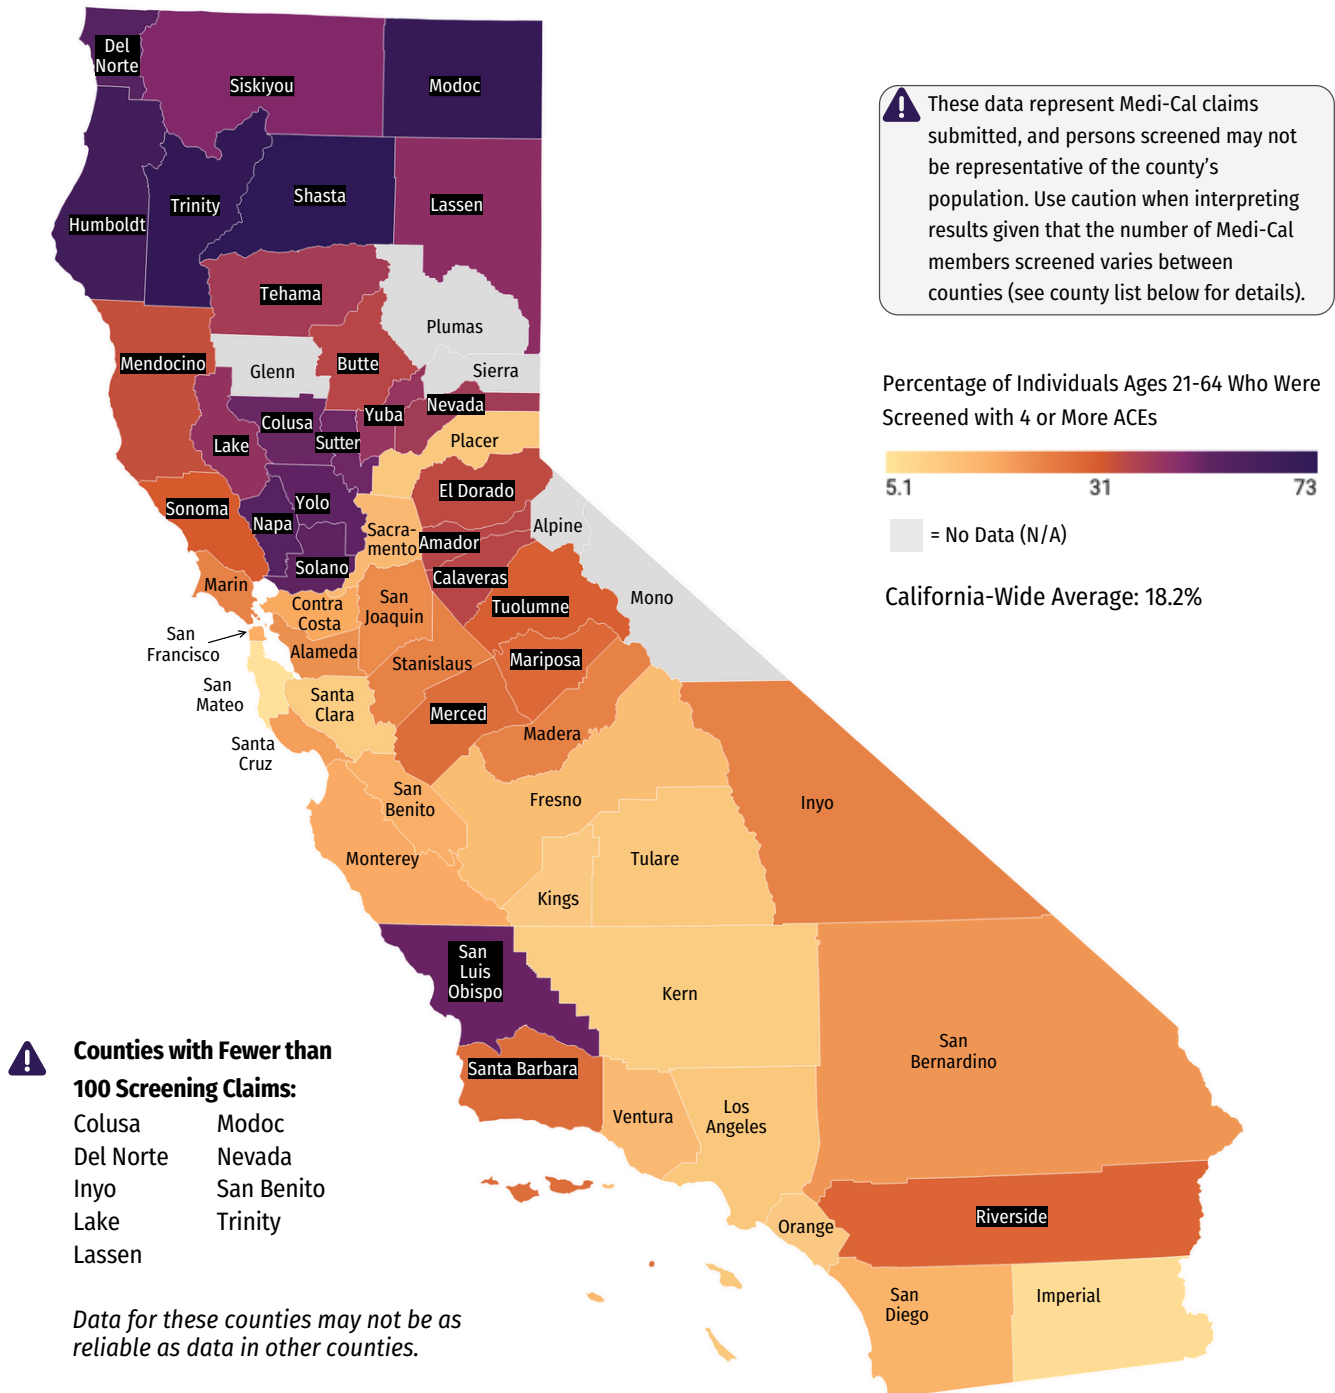 Del
Norte
Siskiyou
Modoc
Humboldt
Trinity
Shasta
Lassen
Tehama
Plumas
Mendocino
Glenn
Butte
Sierra
Colusa
Sutter
Yuba
Nevada
Lake
Placer
Sonoma
Napa
Yolo
Sacra-
mento
El Dorado
Alpine
Amador
Solano
Calaveras
Marin
Contra
Costa
San
Joaquin
Tuolumne
Mono
San
Francisco
Alameda
Stanislaus
Mariposa
San
Mateo
Santa
Clara
Merced
Madera
Santa
Cruz
San
Benito
Fresno
Inyo
Monterey
Kings
Tulare
San
Luis
Obispo
Kern
Santa Barbara
Ventura
Los
Angeles
San
Bernardino
Orange
Riverside
San
Diego
Imperial
These data represent Medi-Cal claims
submitted, and persons screened may not
be representative of the county’s
population. Use caution when interpreting
results given that the number of Medi-Cal
members screened varies between
counties (see county list below for details).
Percentage of Individuals Ages 21-64 Who Were
Screened with 4 or More ACEs
5.1 31 73
= No Data (N/A)
California-Wide Average: 18.2%
Counties with Fewer than
100 Screening Claims:
Colusa Modoc
Del Norte Nevada
Inyo San Benito
Lake Trinity
Lassen
Data for these counties may not be as
reliable as data in other counties.